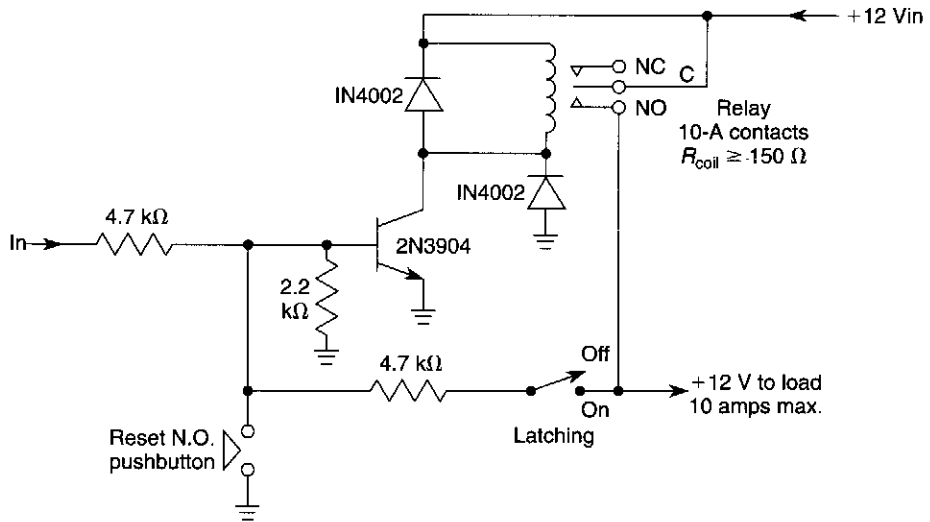 +12 Vin
NC
C
IN4002
NO
Relay
10-A contacts
Rcoil ≥ 150 Ω
IN4002
4.7 kΩ
In
2N3904
2.2
kΩ
4.7 kΩ
Off
+12 V to load
On
10 amps max.
Latching
Reset N.O.
pushbutton